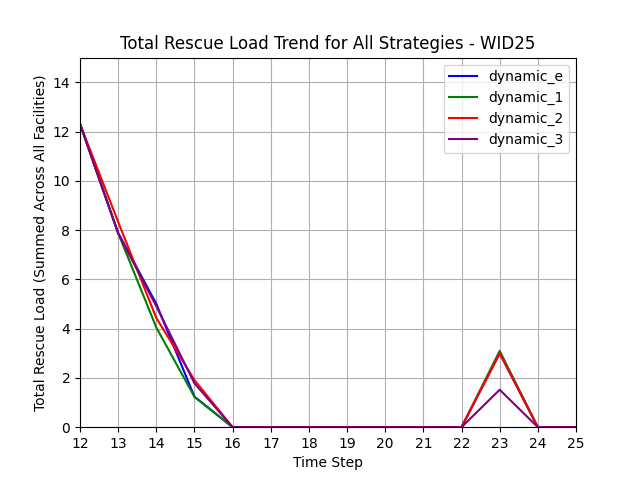 Total Rescue Load Trend for All Strategies - WID25
Total Rescue Load (Summed Across All Facilities)
14
12
10
8
6
4
2
0
dynamic_e
dynamic_1
dynamic_2
dynamic_3
12 13 14 15 16 17 18 19 20 21 22 23 24 25
Time Step